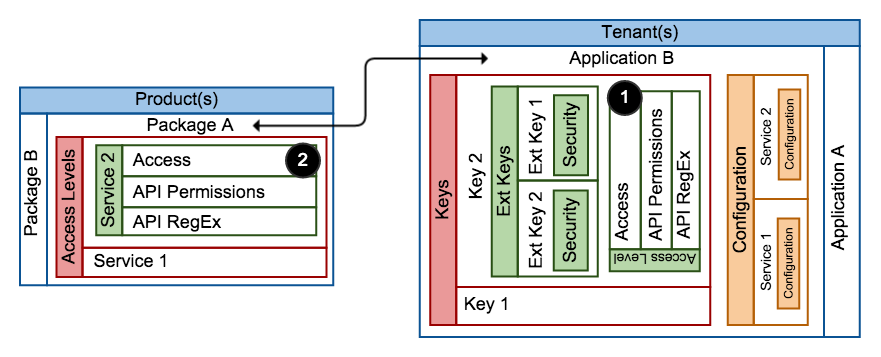 Tenant(s)
Application B
Product(s)
Package A
Package B
Access Levels
Service 2
Access
2
API Permissions
API RegEx
Service 1
Keys
Key 2
Ext Keys
Ext Key 1
Security
Ext Key 2
Security
1
Access
API Permissions
API RegEx
Access Level
Key 1
Configuration
Service 2
Configuration
Service 1
Configuration
Application A